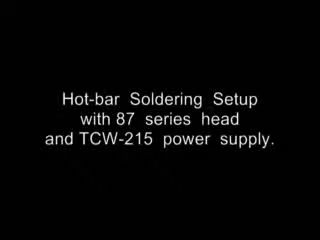 Hot-bar Soldering Setup
with 87 series head
and TCW-215 power supply.